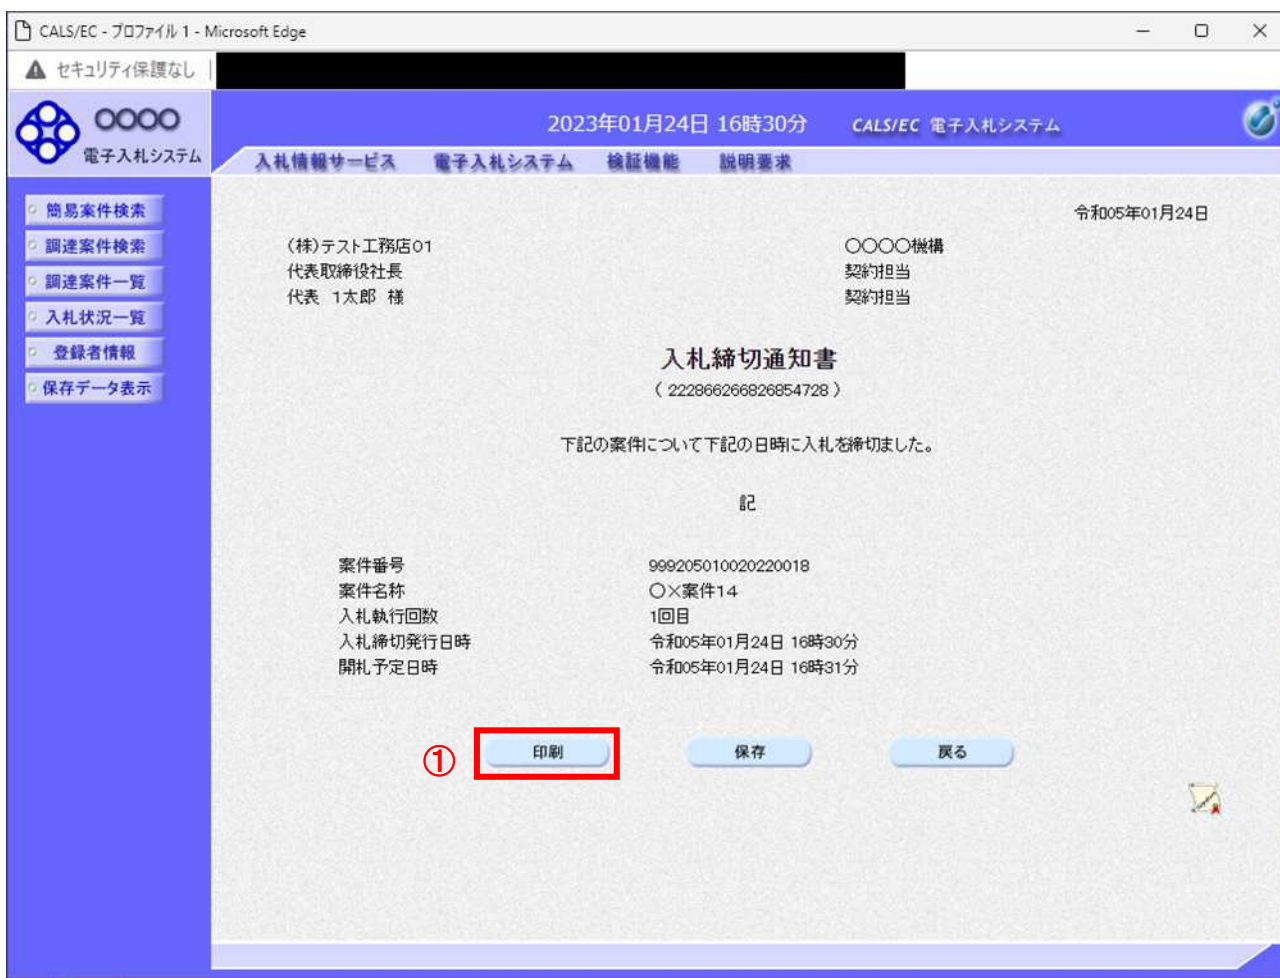 CALS/EC - プロファイル 1 - Microsoft Edge
セキュリティ保護なし
〇〇〇〇
電子入札システム
2023年01月24日 16時30分
CALS/EC 電子入札システム
入札情報サービス 電子入札システム 検証機能 説明要求
簡易案件検索
調達案件検索
調達案件一覧
入札状況一覧
登録者情報
保存データ表示
令和05年01月24日
(株)テスト工務店01
代表取締役社長
代表 1太郎 様
〇〇〇〇機構
契約担当
契約担当
入札締切通知書
( 222866266826854728 )
下記の案件について下記の日時に入札を締切ました。
記
案件番号 999205010020220018
案件名称 〇×案件14
入札執行回数 1回目
入札締切発行日時 令和05年01月24日 16時30分
開札予定日時 令和05年01月24日 16時31分
① 印刷 保存 戻る